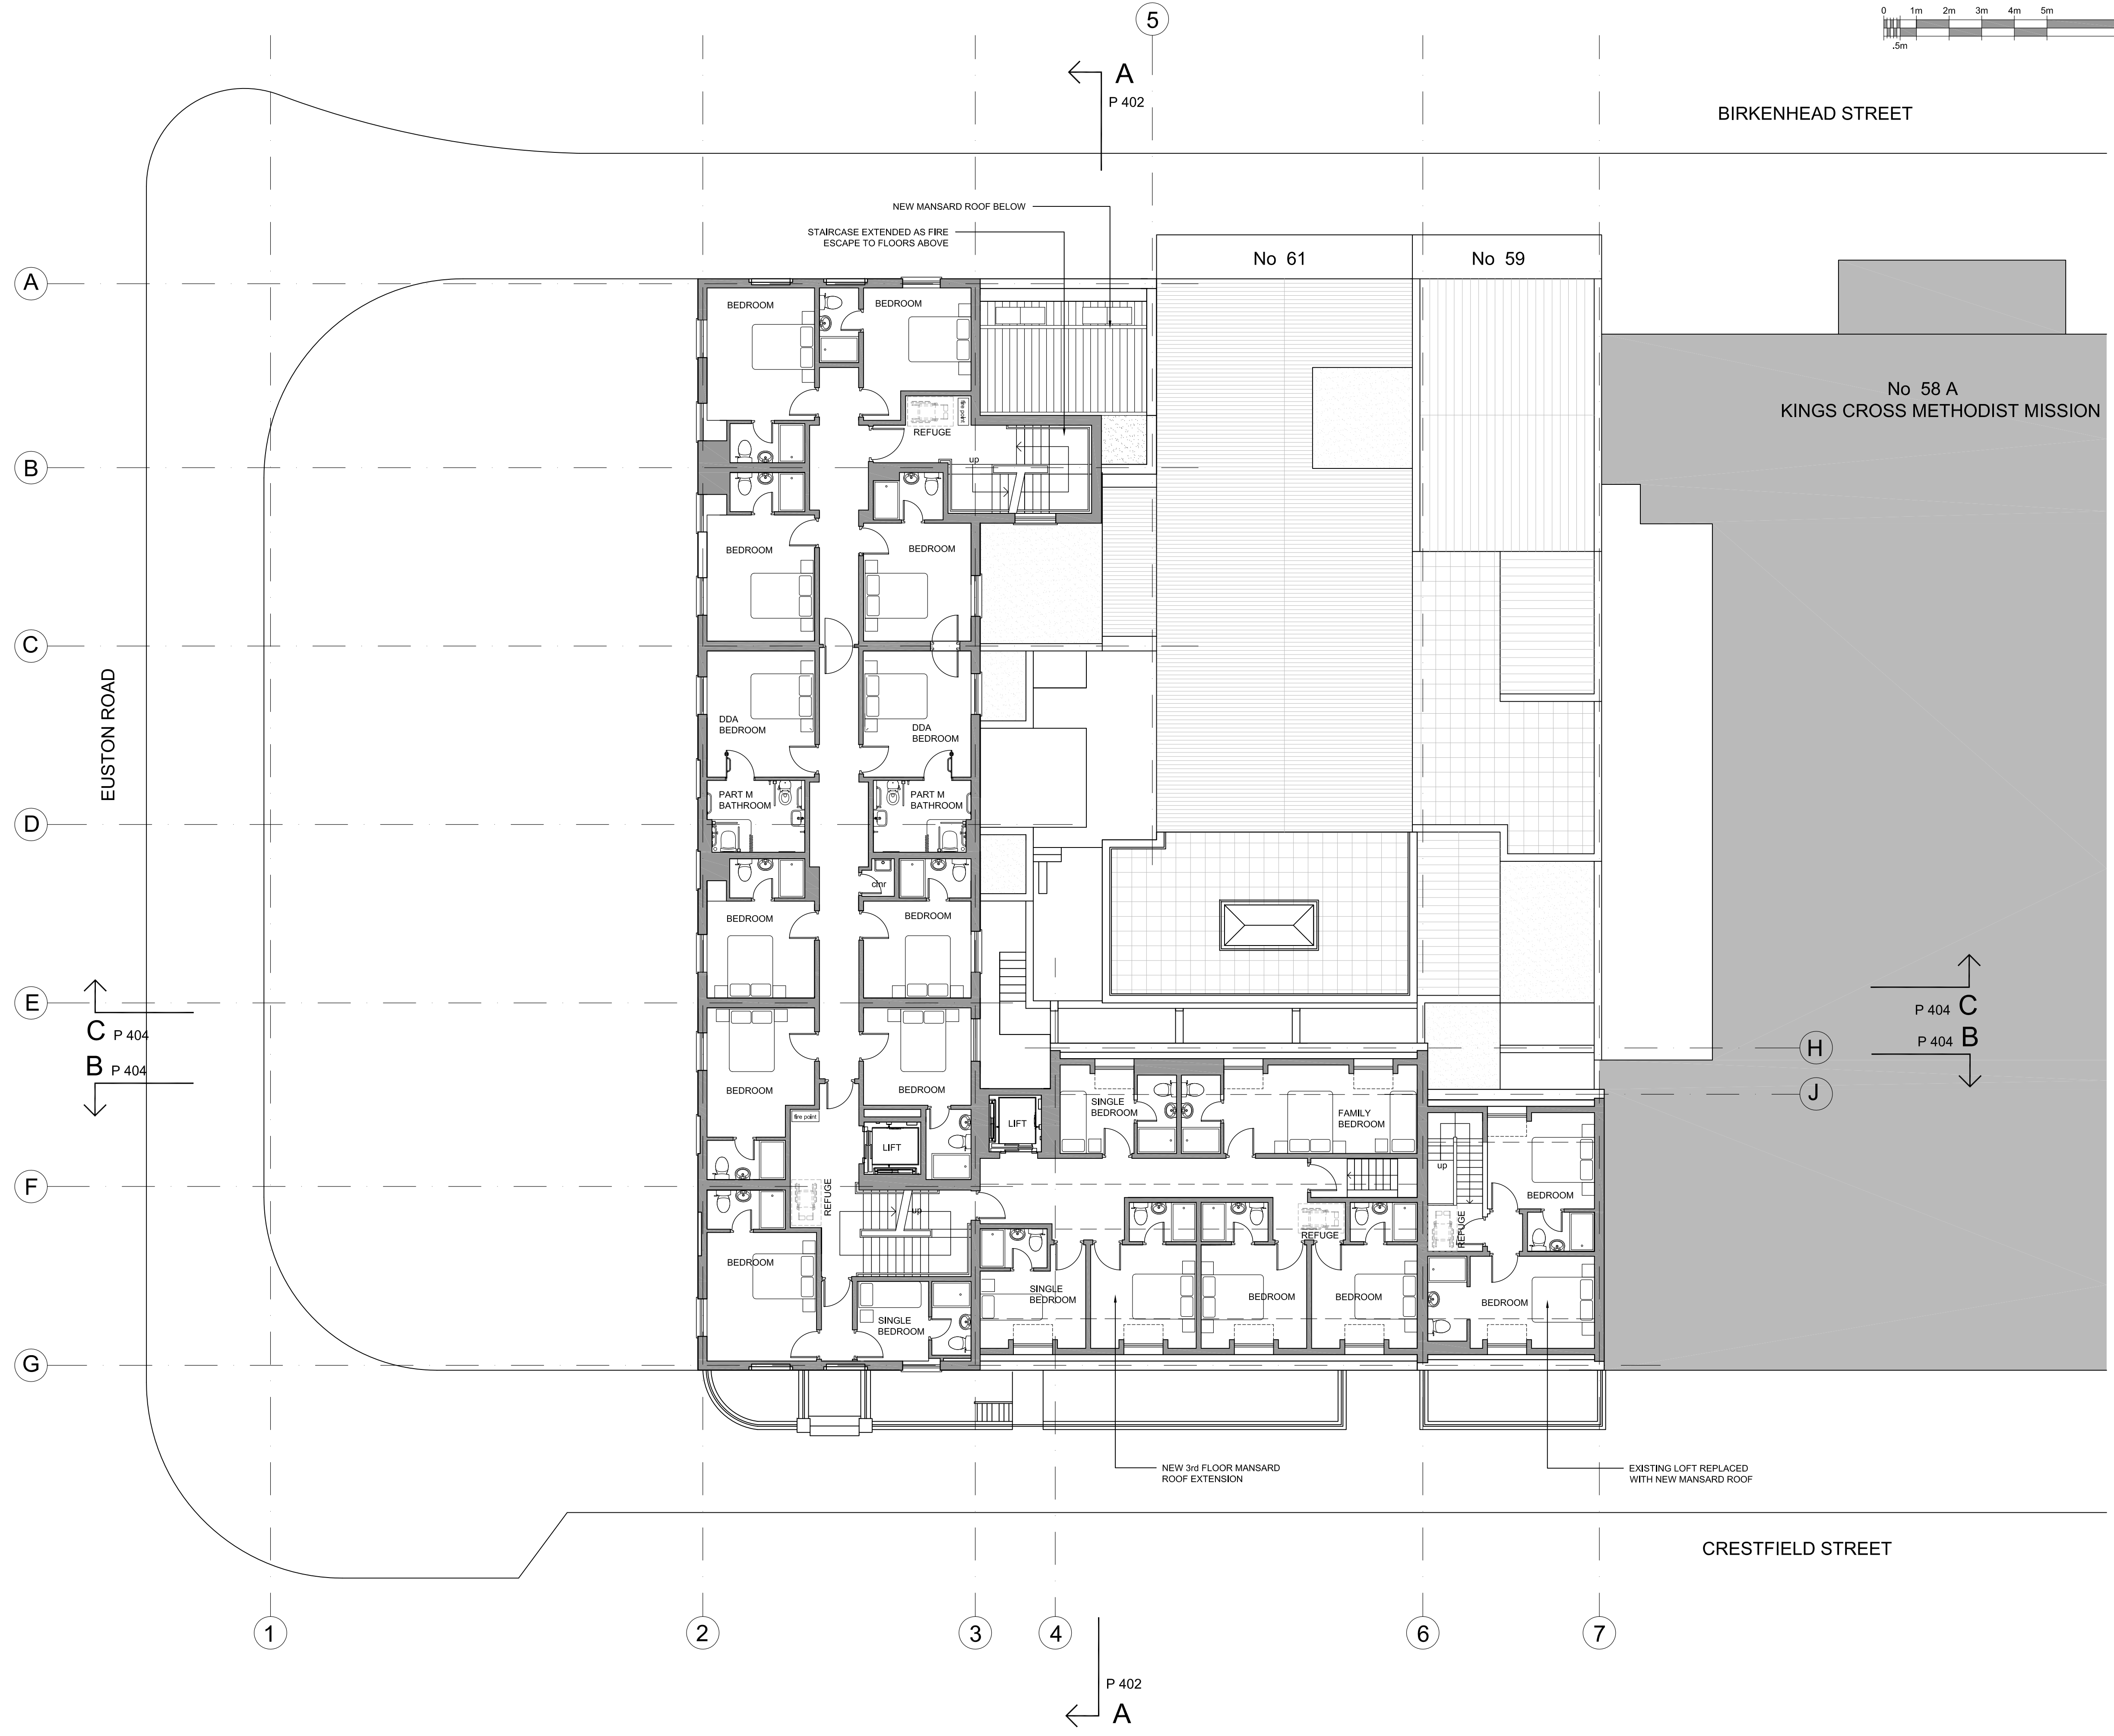 5
0 1m 2m 3m 4m 5m
.5m
A
P 402
BIRKENHEAD STREET
NEW MANSARD ROOF BELOW
STAIRCASE EXTENDED AS FIRE
ESCAPE TO FLOORS ABOVE
No 61
No 59
A
BEDROOM
BEDROOM
No 58 A
KINGS CROSS METHODIST MISSION
fire point
REFUGE
B
up
BEDROOM
BEDROOM
C
EUSTON ROAD
DDA
BEDROOM
DDA
BEDROOM
PART M
BATHROOM
PART M
BATHROOM
D
clnr
BEDROOM
BEDROOM
E
C P 404
B P 404
P 404 C
P 404 B
H
J
BEDROOM
BEDROOM
fire point
LIFT
LIFT
SINGLE
BEDROOM
FAMILY
BEDROOM
up
BEDROOM
F
REFUGE
up
REFUGE
REFUGE
BEDROOM
SINGLE
BEDROOM
SINGLE
BEDROOM
BEDROOM
BEDROOM
BEDROOM
G
NEW 3rd FLOOR MANSARD
ROOF EXTENSION
EXISTING LOFT REPLACED
WITH NEW MANSARD ROOF
CRESTFIELD STREET
1
2
3
4
6
7
P 402
A